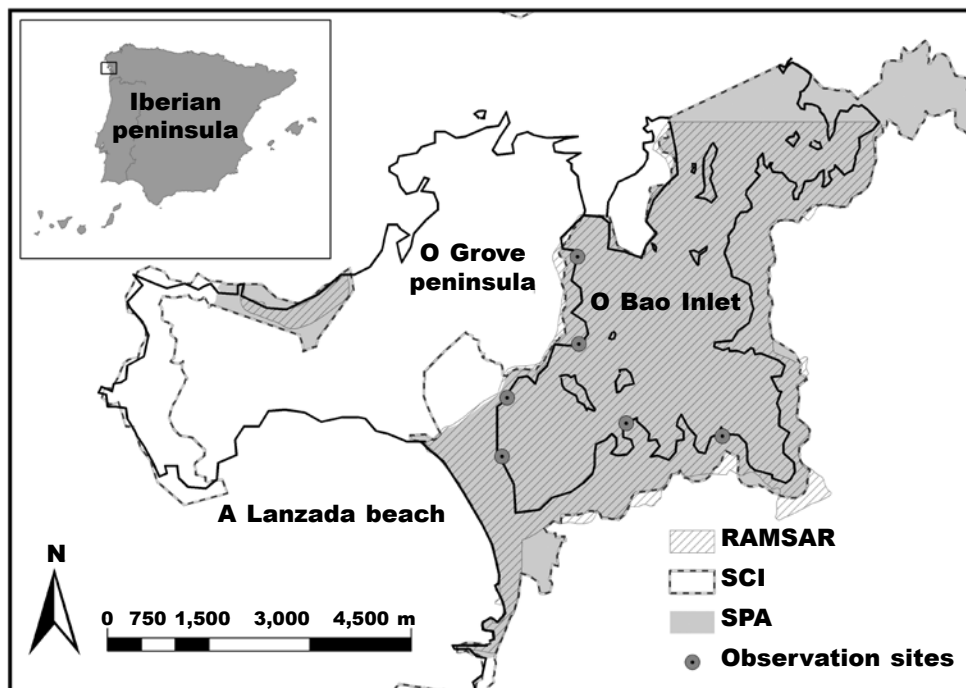 Iberian
peninsula
O Grove
peninsula
O Bao Inlet
A Lanzada beach
N
0 750 1,500 3,000 4,500 m
RAMSAR
SCI
SPA
Observation sites